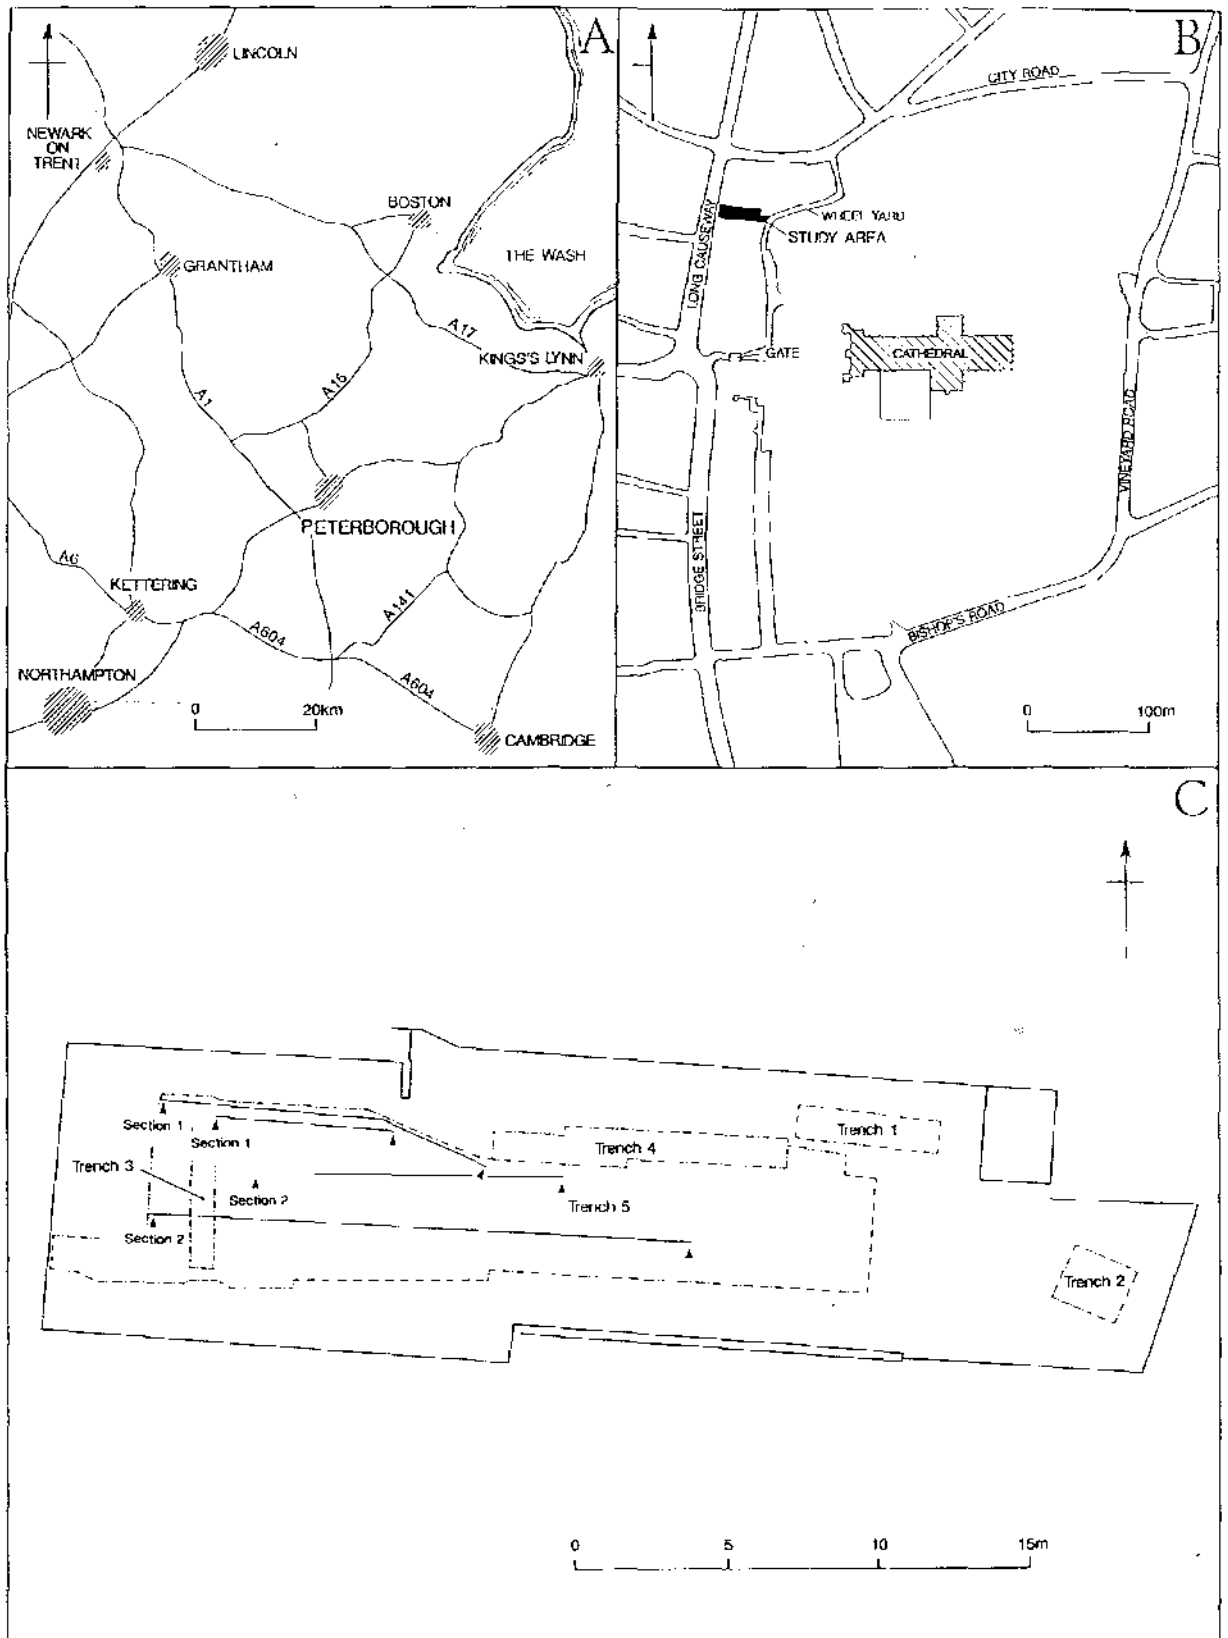 A
LINCOLN
NEWARK
ON
TRENT
BOSTON
THE WASH
GRANTHAM
A17
KINGS'S LYNN
A1
A16
PETERBOROUGH
A6
KETTERING
A141
A604
NORTHAMPTON
A604
0 20km
CAMBRIDGE
B
CITY ROAD
WHEEL YARD
STUDY AREA
LONG CAUSEWAY
GATE
CATHEDRAL
VINEYARD ROAD
BRIDGE STREET
BISHOP'S ROAD
0 100m
C
Section 1
Section 1
Trench 4
Trench 1
Trench 3
Section 2
Trench 5
Section 2
Trench 2
0 5 10 15m